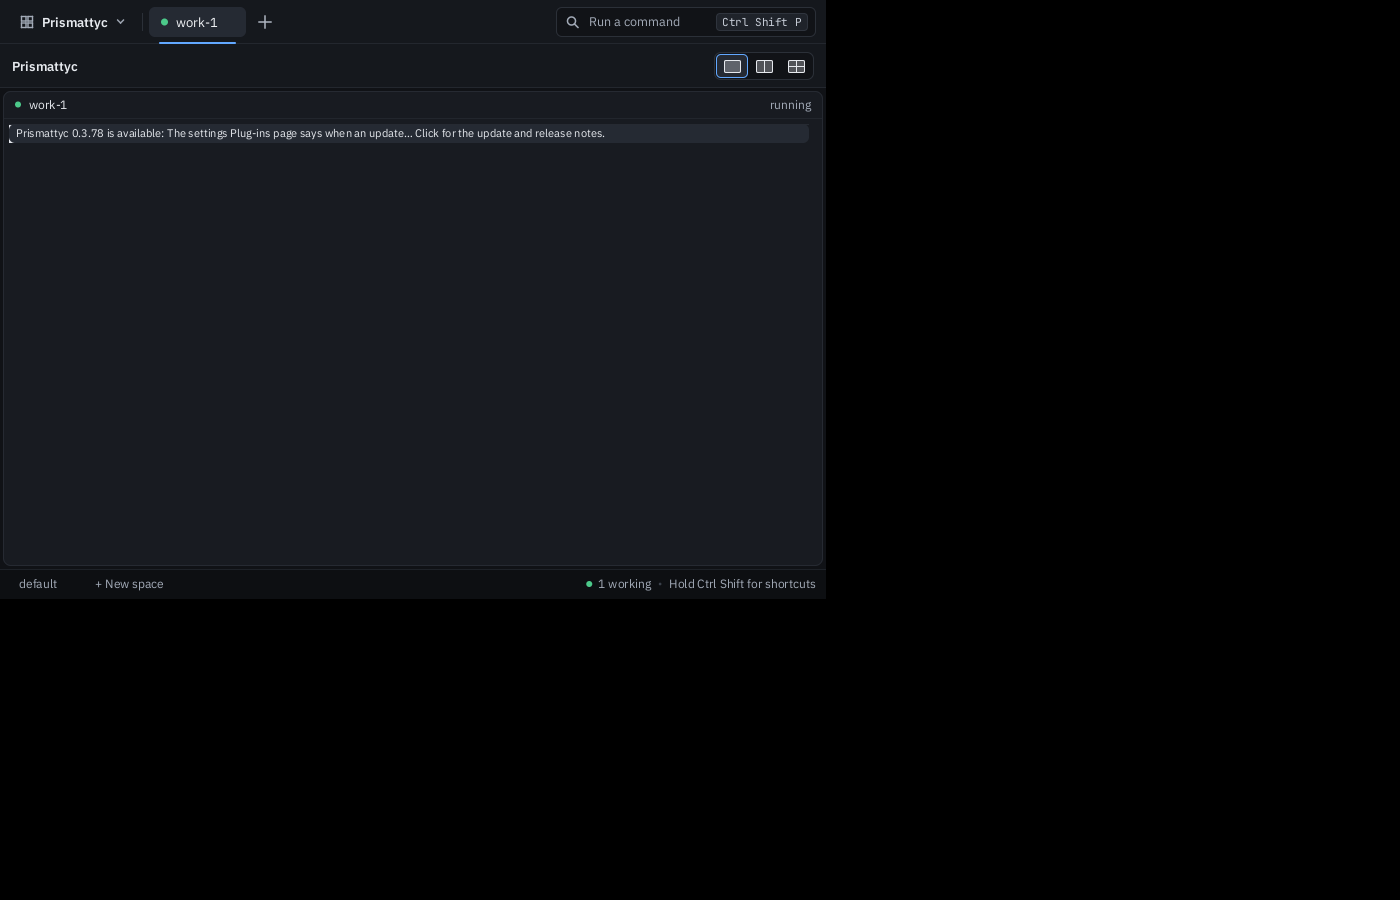 Prismattyc
work-1
Run a command
Ctrl Shift P
Prismattyc
work-1
running
Prismattyc 0.3.78 is available: The settings Plug-ins page says when an update... Click for the update and release notes.
default
+ New space
1 working • Hold Ctrl Shift for shortcuts